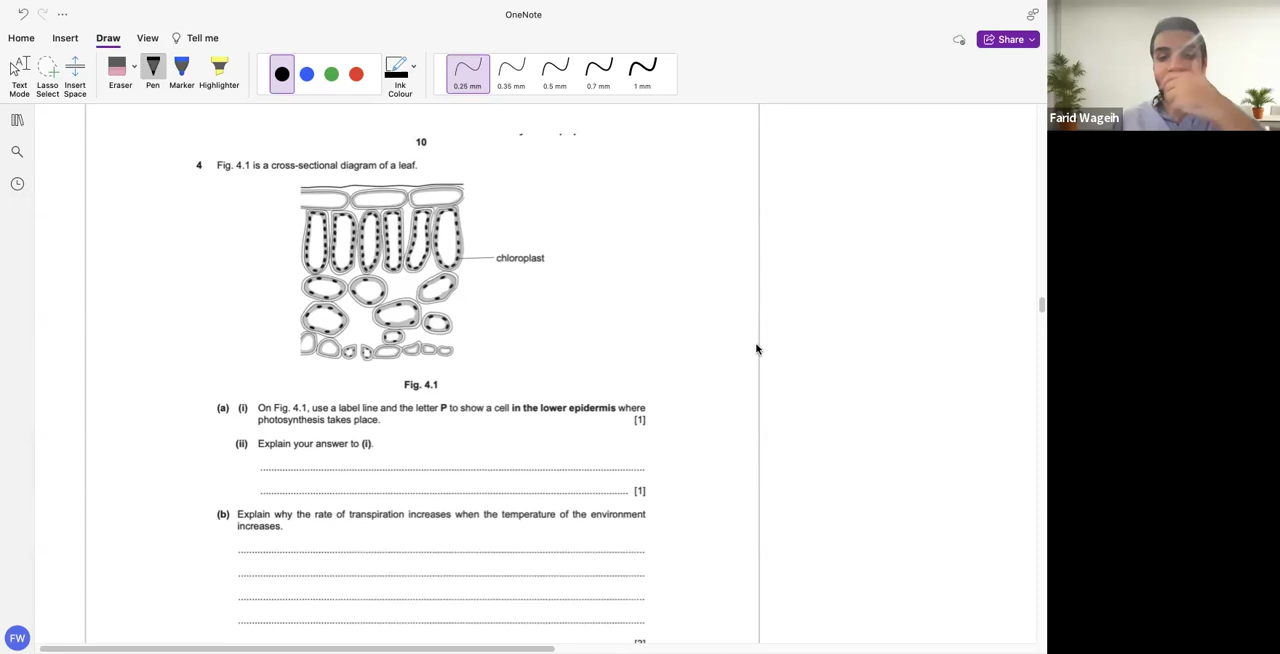 OneNote
Home Insert Draw View Tell me
Share
Text Mode
Lasso Select
Insert Space
Eraser
Pen
Marker
Highlighter
Ink Colour
0.25 mm
0.35 mm
0.5 mm
0.7 mm
1 mm
Farid Wageih
10
4 Fig. 4.1 is a cross-sectional diagram of a leaf.
chloroplast
Fig. 4.1
(a) (i) On Fig. 4.1, use a label line and the letter P to show a cell in the lower epidermis where
photosynthesis takes place. [1]
(ii) Explain your answer to (i).
[1]
(b) Explain why the rate of transpiration increases when the temperature of the environment
increases.
FW